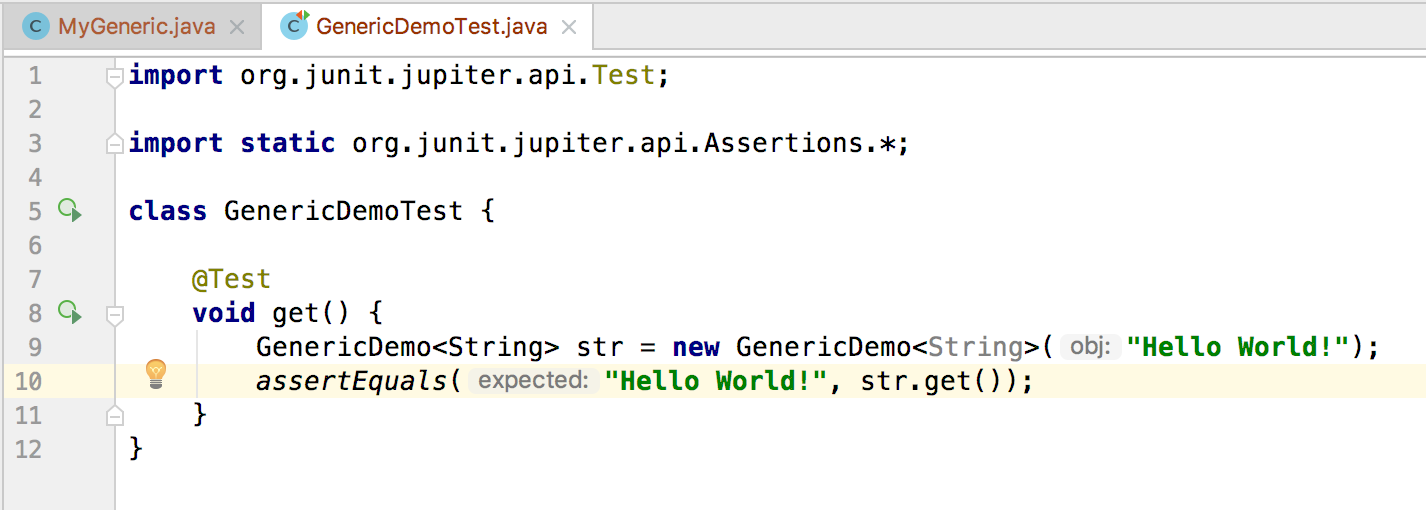 MyGeneric.java GenericDemoTest.java
1 import org.junit.jupiter.api.Test;
2
3 import static org.junit.jupiter.api.Assertions.*;
4
5 class GenericDemoTest {
6
7 @Test
8 void get() {
9 GenericDemo<String> str = new GenericDemo<String>( obj: "Hello World!");
10 assertEquals( expected: "Hello World!", str.get());
11 }
12 }